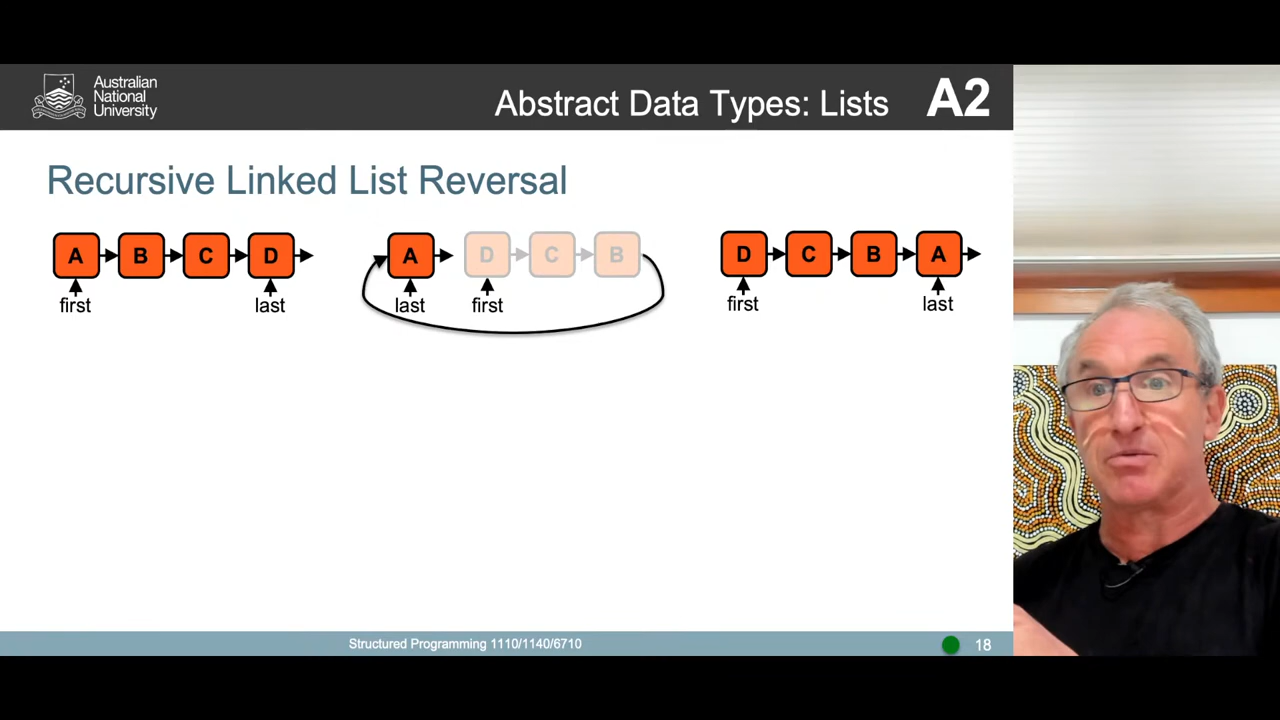 Australian
National
University
Abstract Data Types: Lists A2
Recursive Linked List Reversal
A B C D
first last
A D C B
last first
D C B A
first last
Structured Programming 1110/1140/6710
18